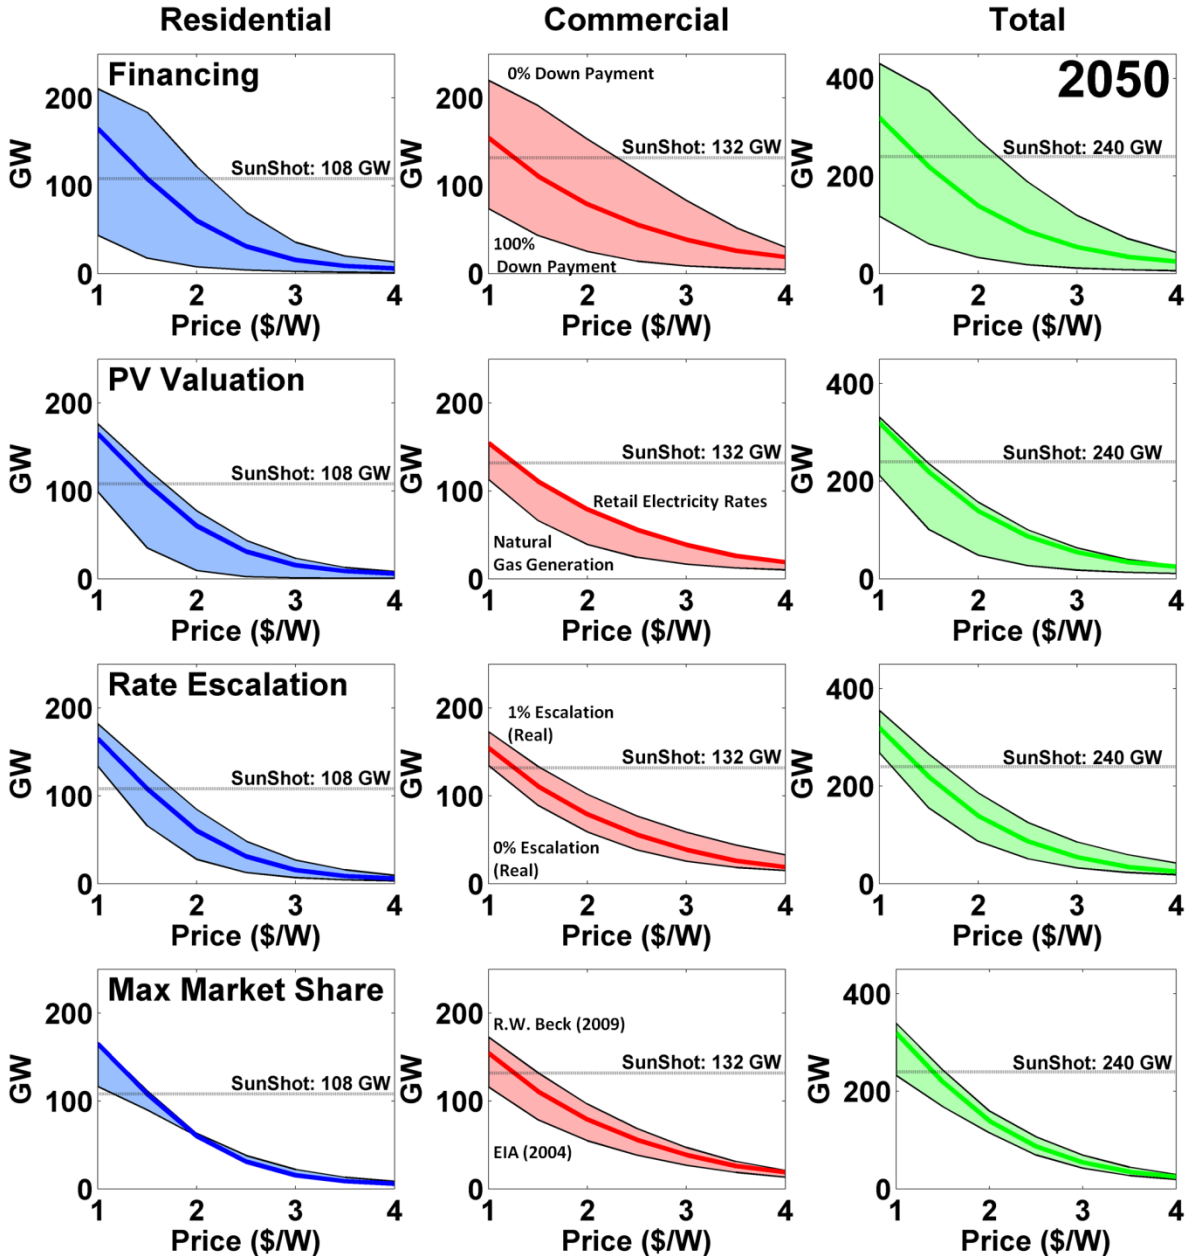 Residential
Commercial
Total
Financing
200
100
0
GW
SunShot: 108 GW
1 2 3 4
Price ($/W)
0% Down Payment
200
100
0
GW
SunShot: 132 GW
100%
Down Payment
1 2 3 4
Price ($/W)
2050
400
200
0
GW
SunShot: 240 GW
1 2 3 4
Price ($/W)
PV Valuation
200
100
0
GW
SunShot: 108 GW
1 2 3 4
Price ($/W)
200
100
0
GW
SunShot: 132 GW
Retail Electricity Rates
Natural
Gas Generation
1 2 3 4
Price ($/W)
400
200
0
GW
SunShot: 240 GW
1 2 3 4
Price ($/W)
Rate Escalation
200
100
0
GW
SunShot: 108 GW
1 2 3 4
Price ($/W)
1% Escalation
(Real)
200
100
0
GW
SunShot: 132 GW
0% Escalation
(Real)
1 2 3 4
Price ($/W)
400
200
0
GW
SunShot: 240 GW
1 2 3 4
Price ($/W)
Max Market Share
200
100
0
GW
SunShot: 108 GW
1 2 3 4
Price ($/W)
R.W. Beck (2009)
200
100
0
GW
SunShot: 132 GW
EIA (2004)
1 2 3 4
Price ($/W)
400
200
0
GW
SunShot: 240 GW
1 2 3 4
Price ($/W)